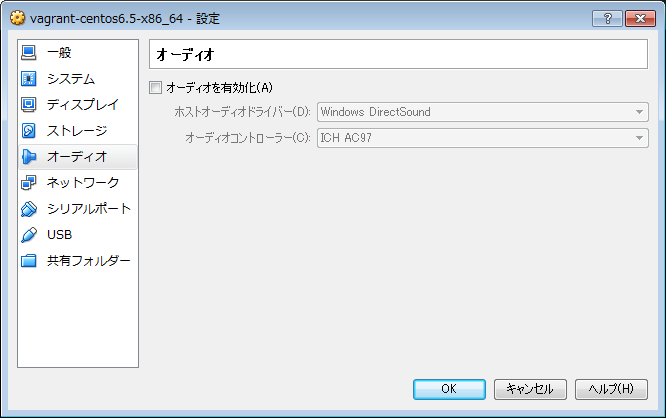 vagrant-centos6.5-x86_64 - 設定
一般
システム
ディスプレイ
ストレージ
オーディオ
ネットワーク
シリアルポート
USB
共有フォルダー
オーディオ
オーディオを有効化(A)
ホストオーディオドライバー(D): Windows DirectSound
オーディオコントローラー(C): ICH AC97
OK キャンセル ヘルプ(H)